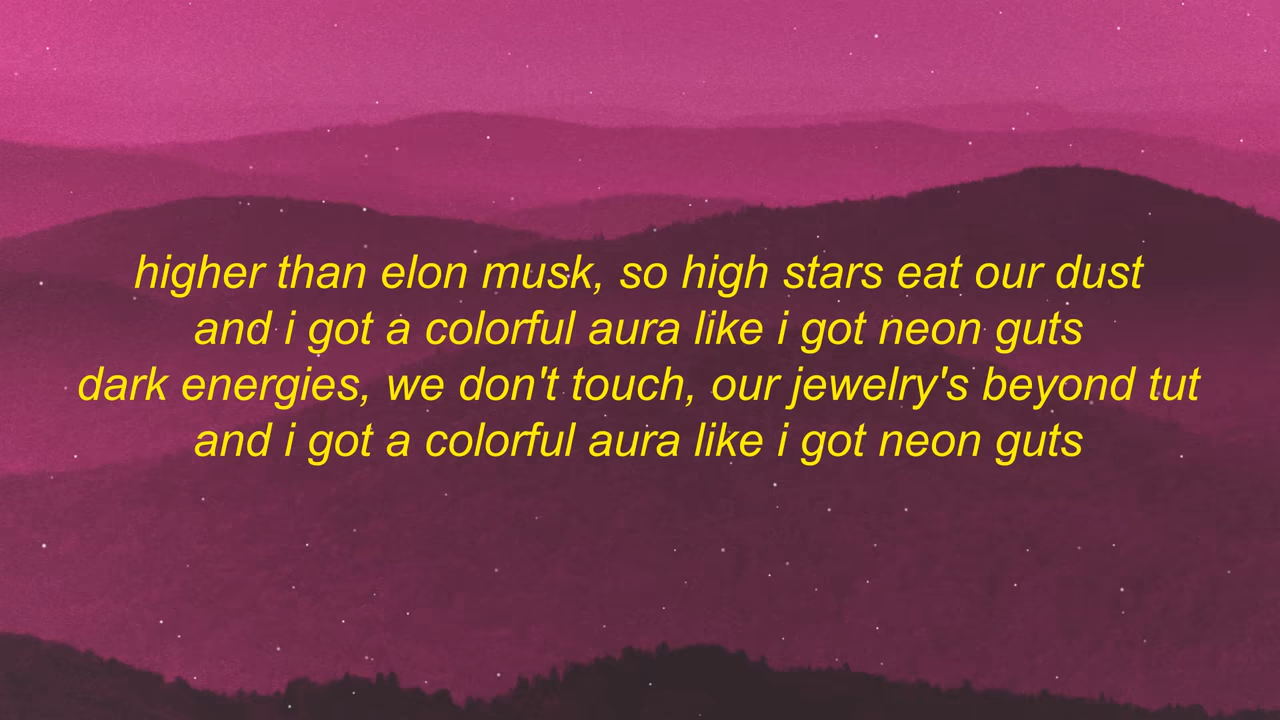 higher than elon musk, so high stars eat our dust
and i got a colorful aura like i got neon guts
dark energies, we don't touch, our jewelry's beyond tut
and i got a colorful aura like i got neon guts